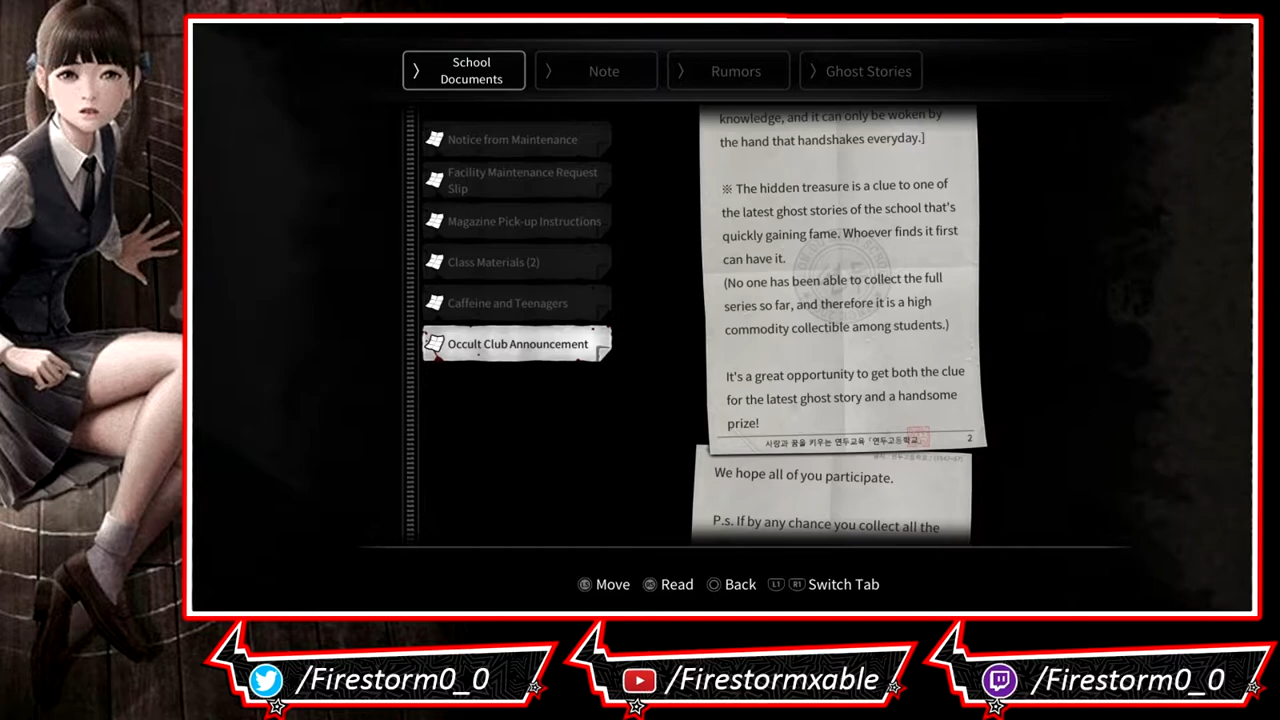 School
Documents
Note
Rumors
Ghost Stories
Notice from Maintenance
Facility Maintenance Request
Slip
Magazine Pick-up Instructions
Class Materials (2)
Caffeine and Teenagers
Occult Club Announcement
knowledge, and it can only be woken by
the hand that handshakes everyday.]
※ The hidden treasure is a clue to one of
the latest ghost stories of the school that's
quickly gaining fame. Whoever finds it first
can have it.
(No one has been able to collect the full
series so far, and therefore it is a high
commodity collectible among students.)
It's a great opportunity to get both the clue
for the latest ghost story and a handsome
prize!
사랑과 꿈을 키우는 연두교육 「연두고등학교」 2
We hope all of you participate.
P.s. If by any chance you collect all the
Move Read Back L1 R1 Switch Tab
/Firestorm0_0
/Firestormxable
/Firestorm0_0